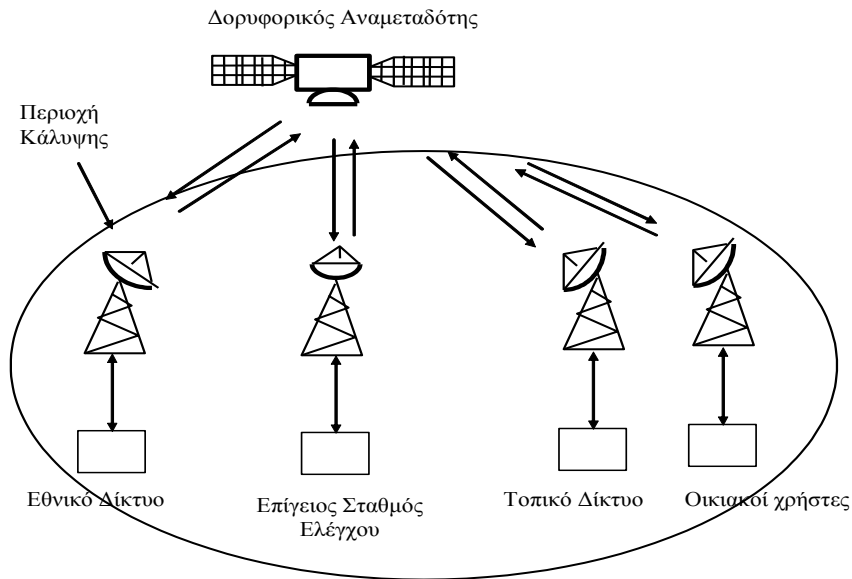 Δορυφορικός Αναμεταδότης
Περιοχή
Κάλυψης
Εθνικό Δίκτυο
Επίγειος Σταθμός
Ελέγχου
Τοπικό Δίκτυο
Οικιακοί χρήστες